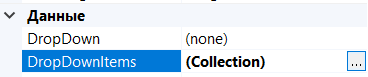 Данные
DropDown (none)
DropDownItems (Collection) ...